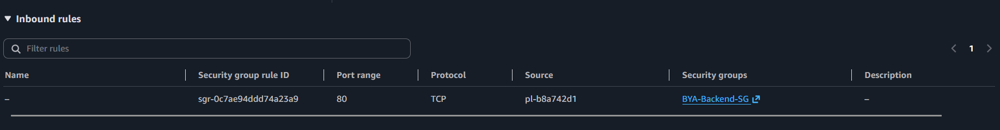 Inbound rules
Filter rules
1
Name Security group rule ID Port range Protocol Source Security groups Description
– sgr-0c7ae94ddd74a23a9 80 TCP pl-b8a742d1 BYA-Backend-SG –